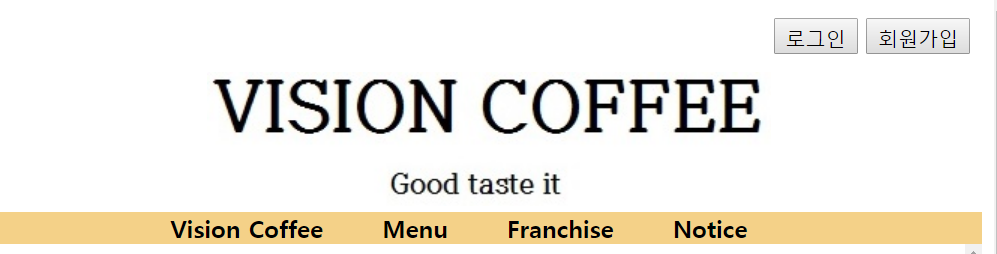 로그인 회원가입
VISION COFFEE
Good taste it
Vision Coffee Menu Franchise Notice